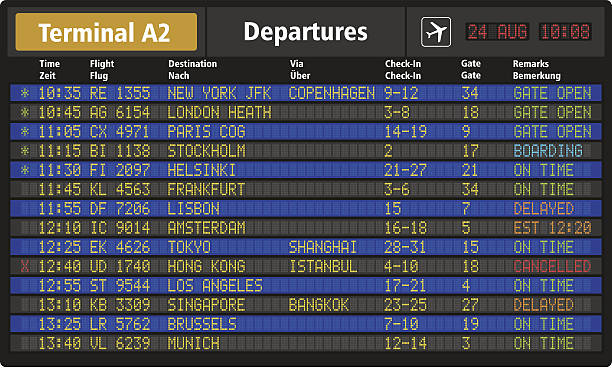 Terminal A2 Departures 24 AUG 10:08
Time Flight Destination Via Check-In Gate Remarks
Zeit Flug Nach Über Check-In Gate Bemerkung
* 10:35 RE 1355 NEW YORK JFK COPENHAGEN 9-12 34 GATE OPEN
* 10:45 AG 6154 LONDON HEATH 3-8 18 GATE OPEN
* 11:05 CX 4971 PARIS COG 14-19 9 GATE OPEN
* 11:15 BI 1138 STOCKHOLM 2 17 BOARDING
* 11:30 FI 2097 HELSINKI 21-27 21 ON TIME
11:45 KL 4563 FRANKFURT 3-6 34 ON TIME
11:55 DF 7206 LISBON 15 7 DELAYED
12:10 IC 9014 AMSTERDAM 16-18 5 EST 12:20
12:25 EK 4626 TOKYO SHANGHAI 28-31 15 ON TIME
X 12:40 UD 1740 HONG KONG ISTANBUL 4-10 18 CANCELLED
12:55 ST 9544 LOS ANGELES 17-21 4 ON TIME
13:10 KB 3309 SINGAPORE BANGKOK 23-25 27 DELAYED
13:25 LR 5762 BRUSSELS 7-10 19 ON TIME
13:40 VL 6239 MUNICH 12-14 3 ON TIME